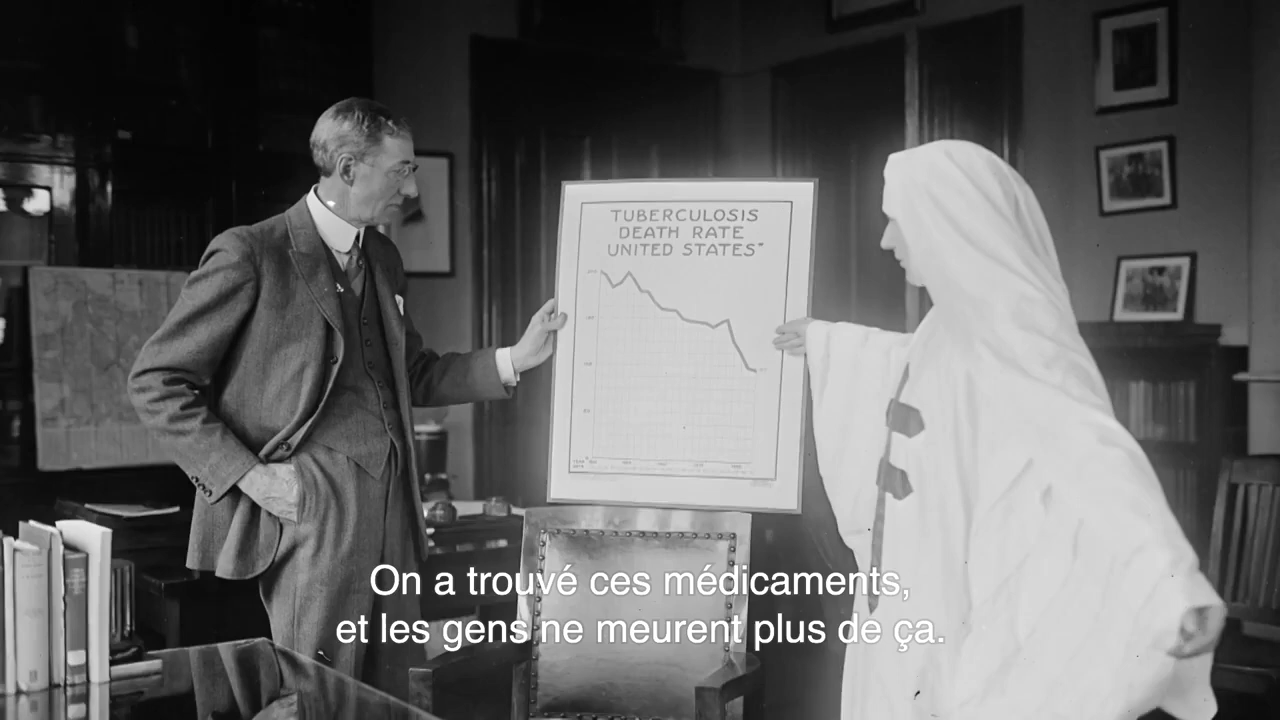 TUBERCULOSIS
DEATH RATE
UNITED STATES"
On a trouvé ces médicaments,
et les gens ne meurent plus de ça.